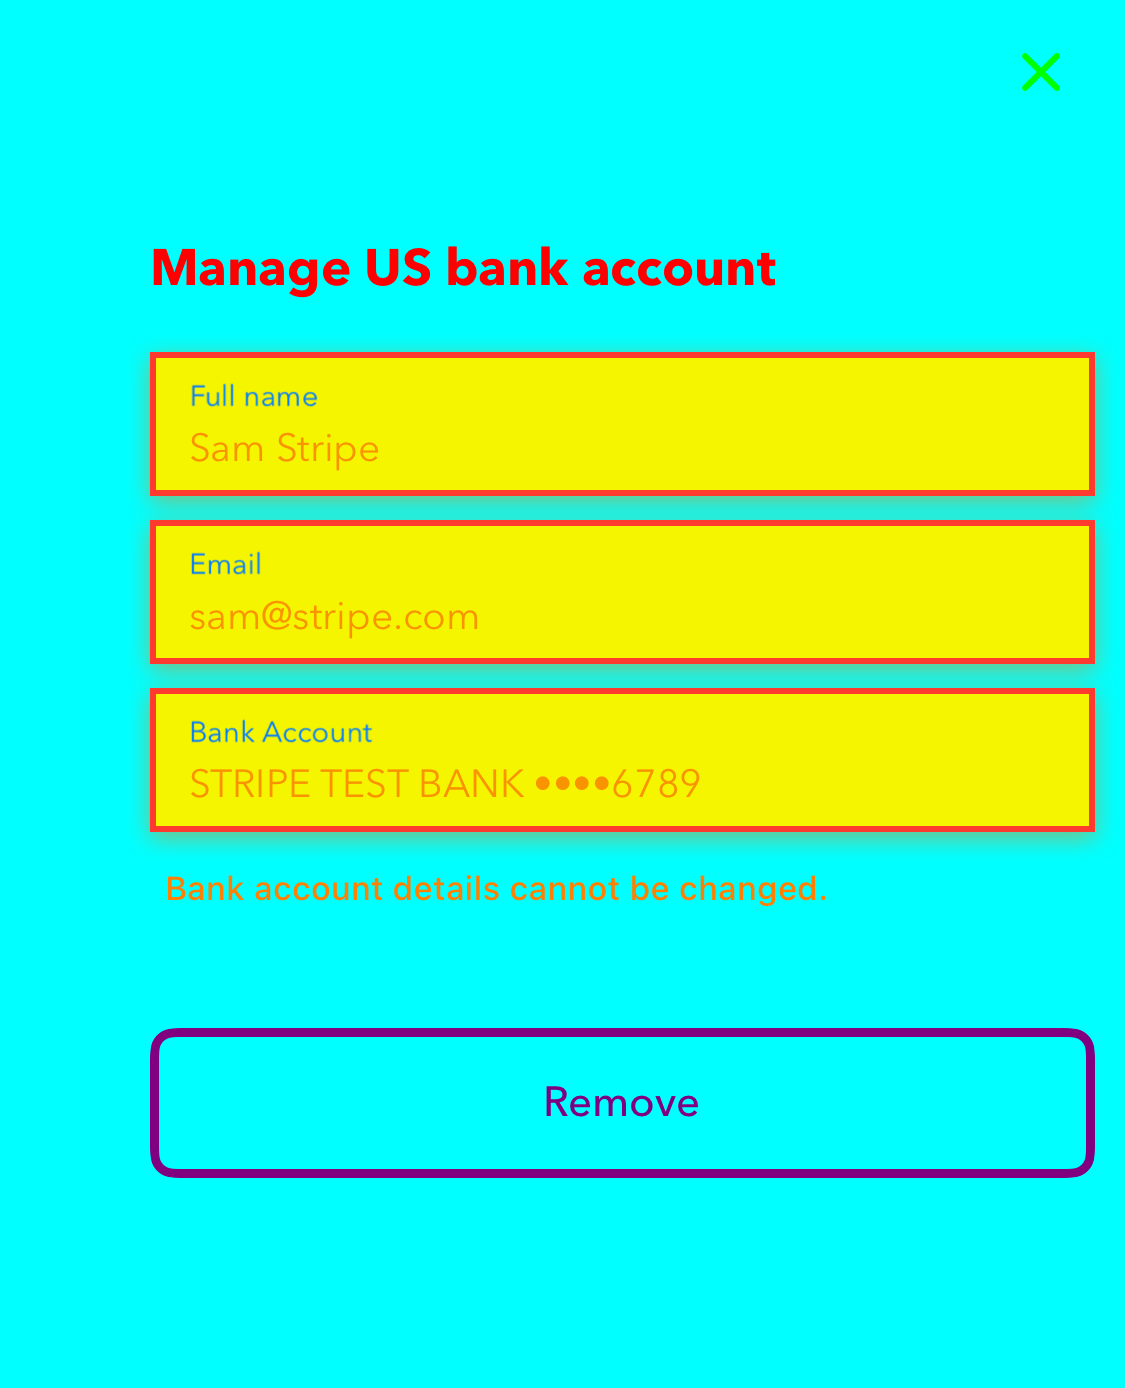 Manage US bank account
Full name
Sam Stripe
Email
sam@stripe.com
Bank Account
STRIPE TEST BANK ••••6789
Bank account details cannot be changed.
Remove